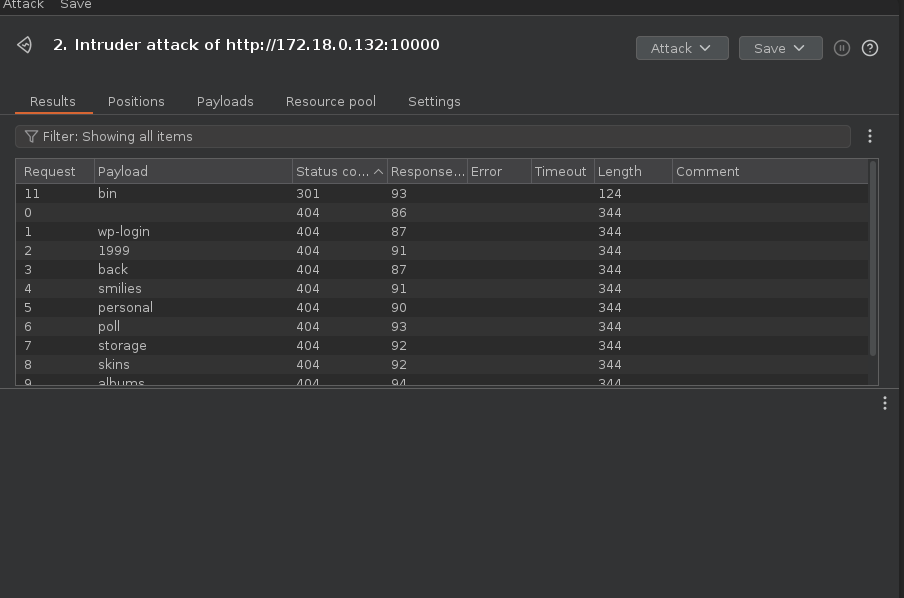 Attack Save
2. Intruder attack of http://172.18.0.132:10000
Attack Save
Results Positions Payloads Resource pool Settings
Filter: Showing all items
Request Payload Status co... Response... Error Timeout Length Comment
11 bin 301 93 124
0 404 86 344
1 wp-login 404 87 344
2 1999 404 91 344
3 back 404 87 344
4 smilies 404 91 344
5 personal 404 90 344
6 poll 404 93 344
7 storage 404 92 344
8 skins 404 92 344
9 albums 404 94 344